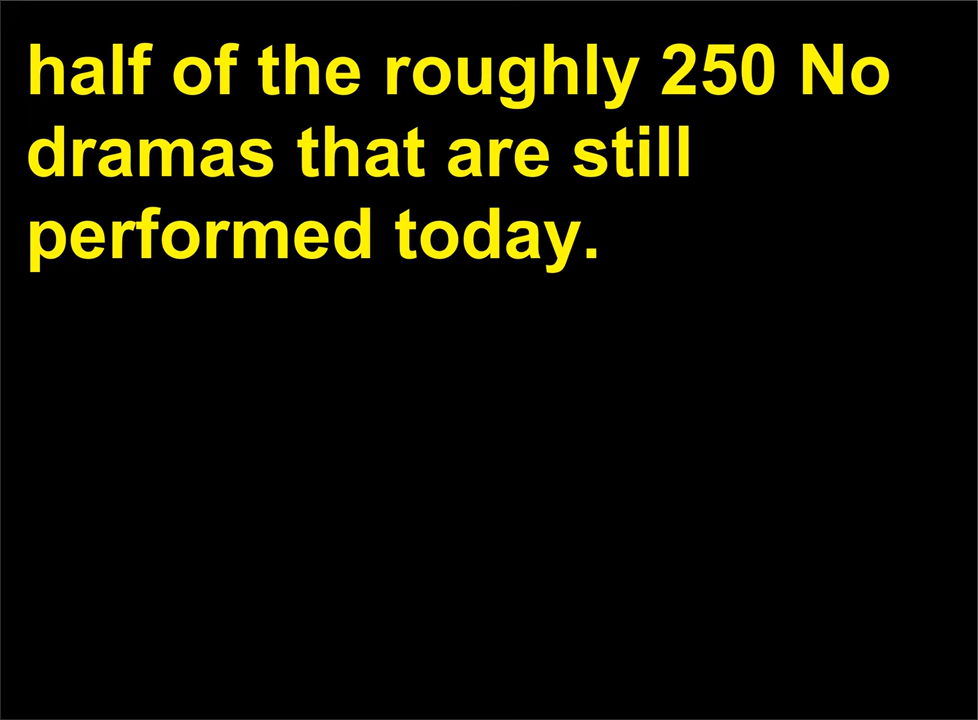 half of the roughly 250 No
dramas that are still
performed today.